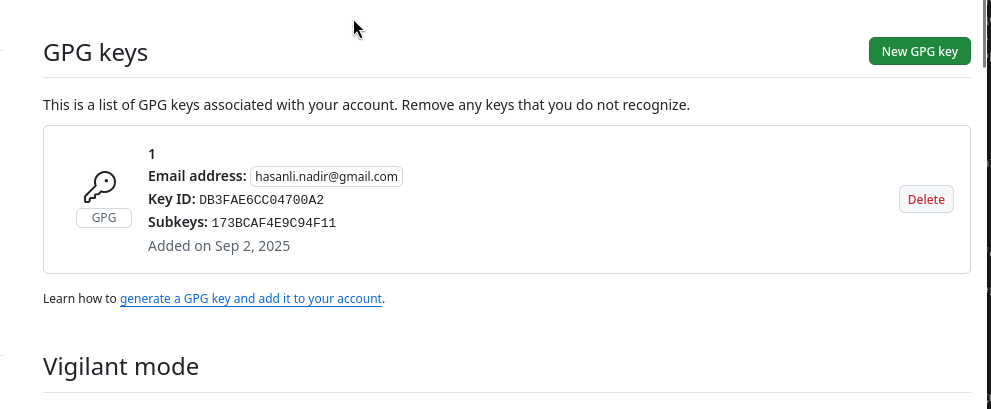 GPG keys
New GPG key
This is a list of GPG keys associated with your account. Remove any keys that you do not recognize.
1
Email address: hasanli.nadir@gmail.com
Key ID: DB3FAE6CC04700A2
Subkeys: 173BCAF4E9C94F11
Added on Sep 2, 2025
GPG
Delete
Learn how to generate a GPG key and add it to your account.
Vigilant mode